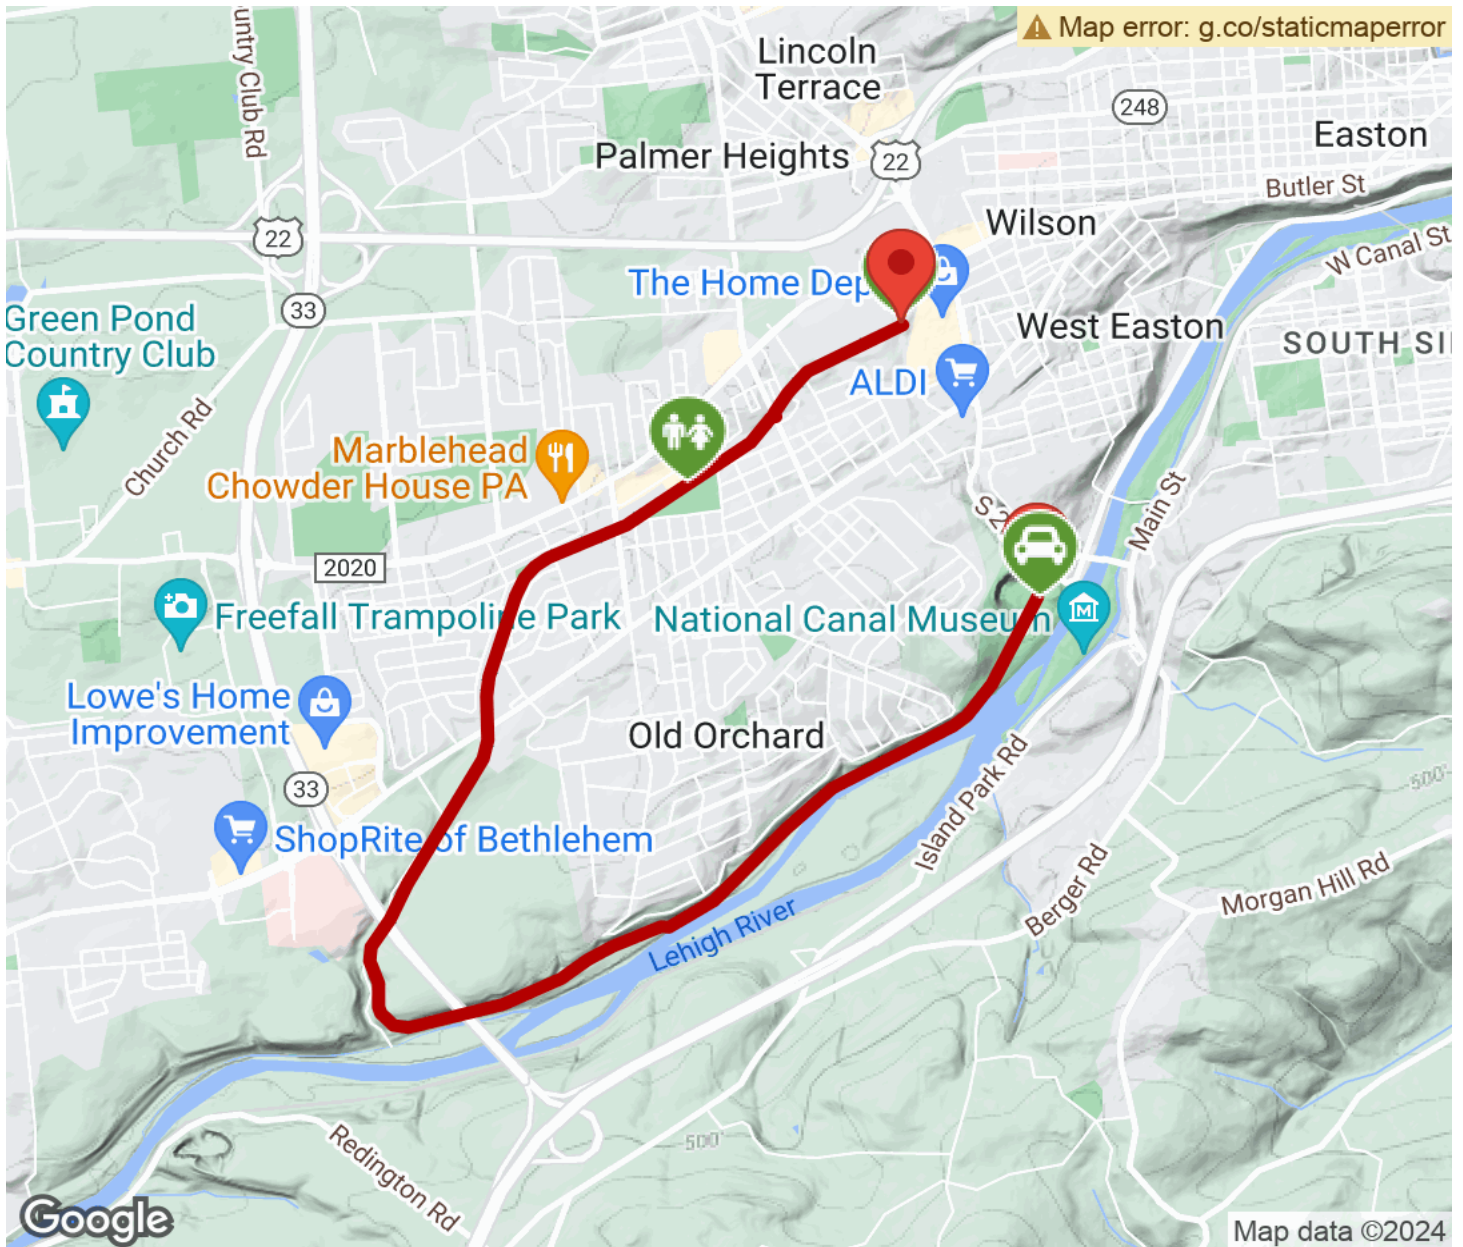 Map error: g.co/staticmaperror
Lincoln
Terrace
248
Easton
Palmer Heights
22
Butler St
Wilson
22
W Canal St
The Home Dep
33
West Easton
SOUTH SI
Green Pond
Country Club
ALDI
Church Rd
Marblehead
Chowder House PA
S 2
Main St
2020
Freefall Trampoline Park
National Canal Museum
M
Lowe's Home
Improvement
Old Orchard
Island Park Rd
500'
33
ShopRite of Bethlehem
Berger Rd
Morgan Hill Rd
Lehigh River
500'
Redington Rd
Google
Map data ©2024
untry Club Rd